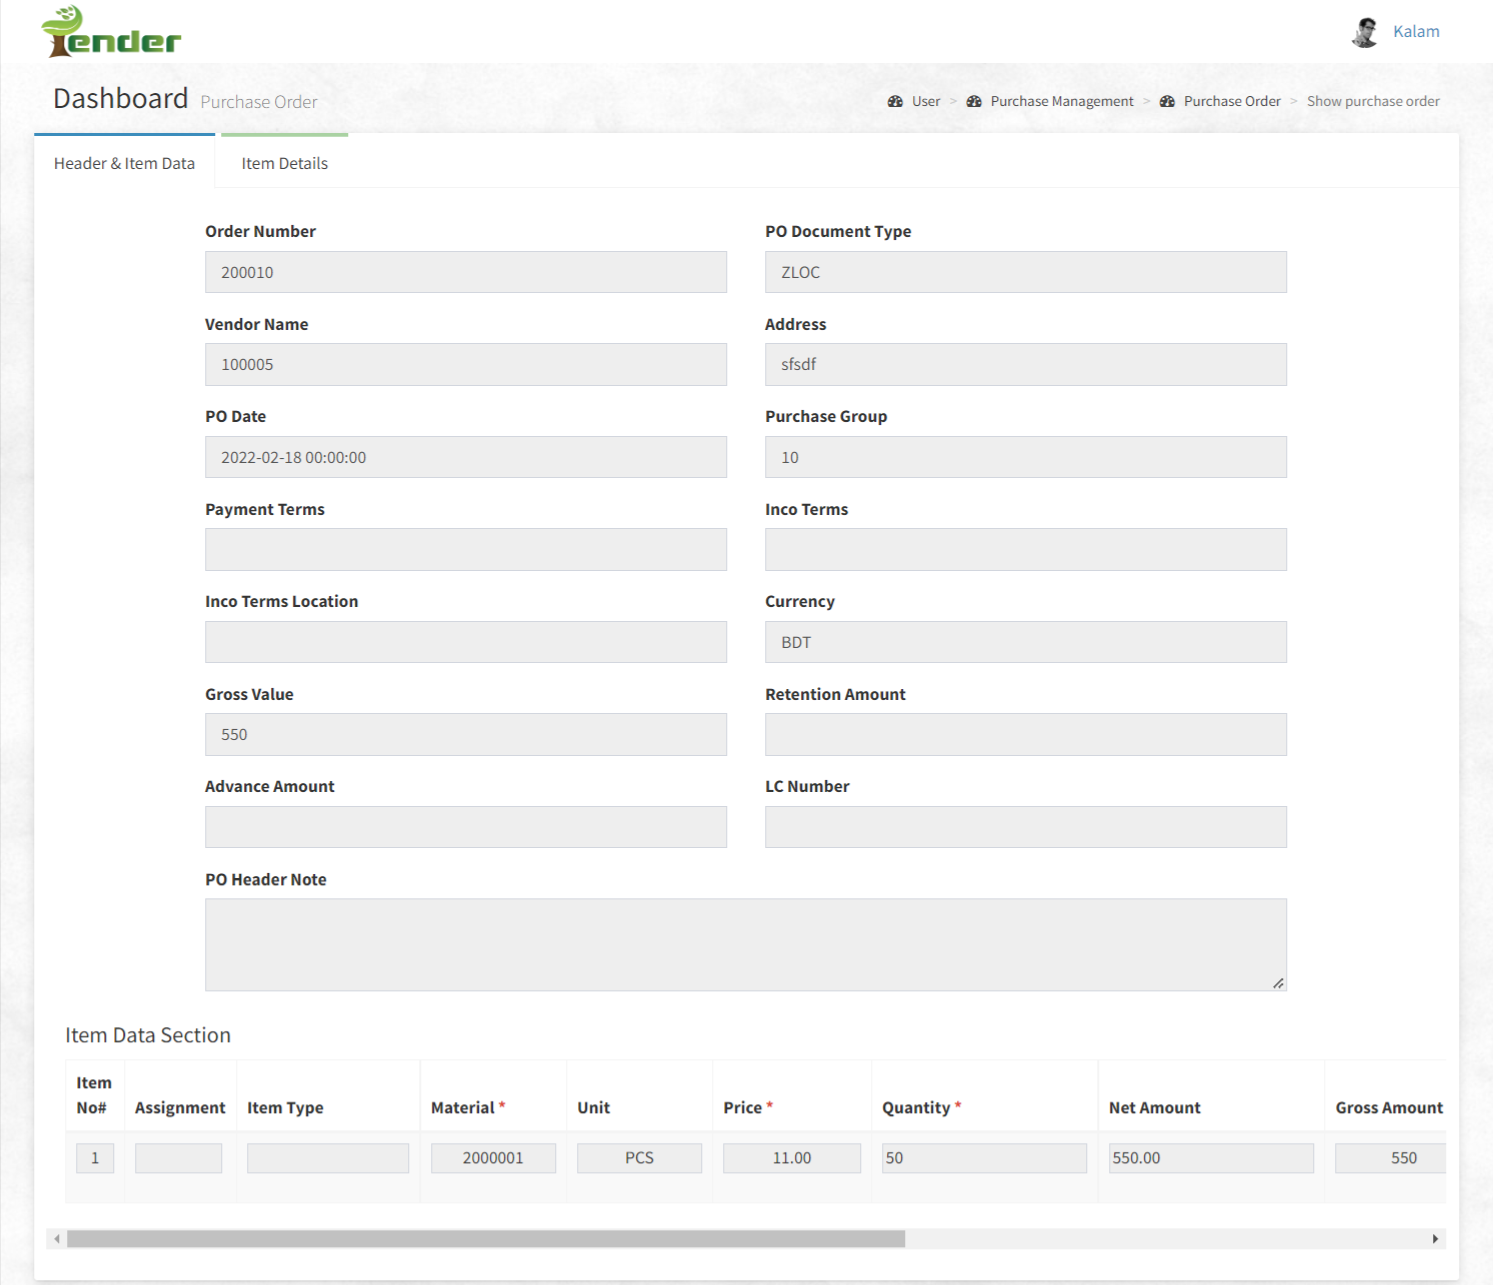 Tender
Kalam
Dashboard Purchase Order
User > Purchase Management > Purchase Order > Show purchase order
Header & Item Data
Item Details
Order Number
PO Document Type
200010
ZLOC
Vendor Name
Address
100005
sfsdf
PO Date
Purchase Group
2022-02-18 00:00:00
10
Payment Terms
Inco Terms
Inco Terms Location
Currency
BDT
Gross Value
Retention Amount
550
Advance Amount
LC Number
PO Header Note
Item Data Section
Item No# Assignment Item Type Material * Unit Price * Quantity * Net Amount Gross Amount
1 2000001 PCS 11.00 50 550.00 550